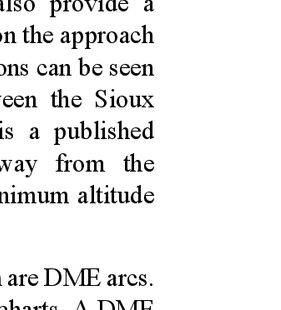 also provide a
on the approach
ons can be seen
een the Sioux
is a published
way from the
nimum altitude
are DME arcs.
charts. A DME